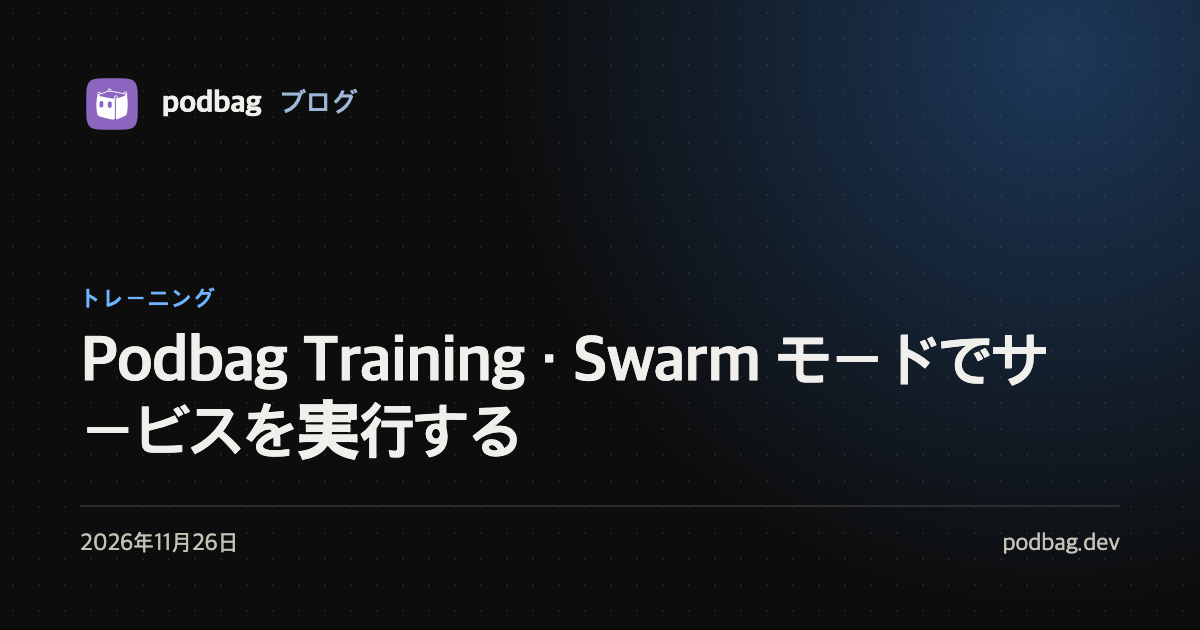 podbag ブログ
トレーニング
Podbag Training · Swarm モードでサ
ービスを実行する
2026年11月26日
podbag.dev